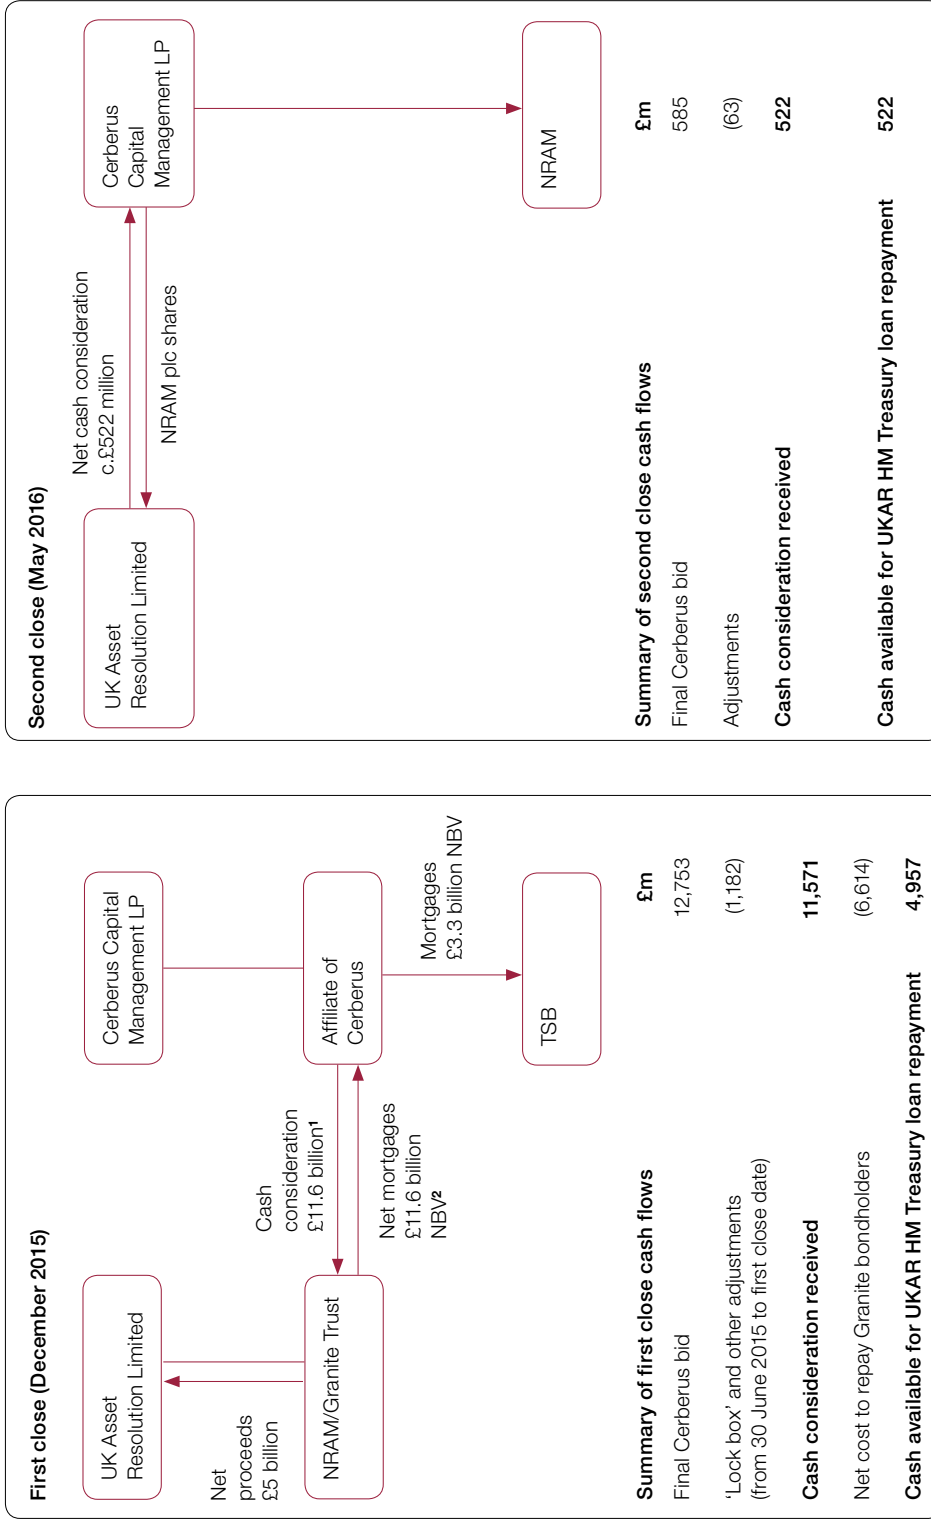 First close (December 2015)
UK Asset
Resolution Limited
Cerberus Capital
Management LP
Net
proceeds
£5 billion
Cash
consideration
£11.6 billion¹
NRAM/Granite Trust
Affiliate of
Cerberus
Net mortgages
£11.6 billion
NBV²
Mortgages
£3.3 billion NBV
TSB
Summary of first close cash flows £m
Final Cerberus bid 12,753
'Lock box' and other adjustments (1,182)
(from 30 June 2015 to first close date)
Cash consideration received 11,571
Net cost to repay Granite bondholders (6,614)
Cash available for UKAR HM Treasury loan repayment 4,957
Second close (May 2016)
UK Asset
Resolution Limited
Net cash consideration
c.£522 million
NRAM plc shares
Cerberus
Capital
Management LP
NRAM
Summary of second close cash flows £m
Final Cerberus bid 585
Adjustments (63)
Cash consideration received 522
Cash available for UKAR HM Treasury loan repayment 522